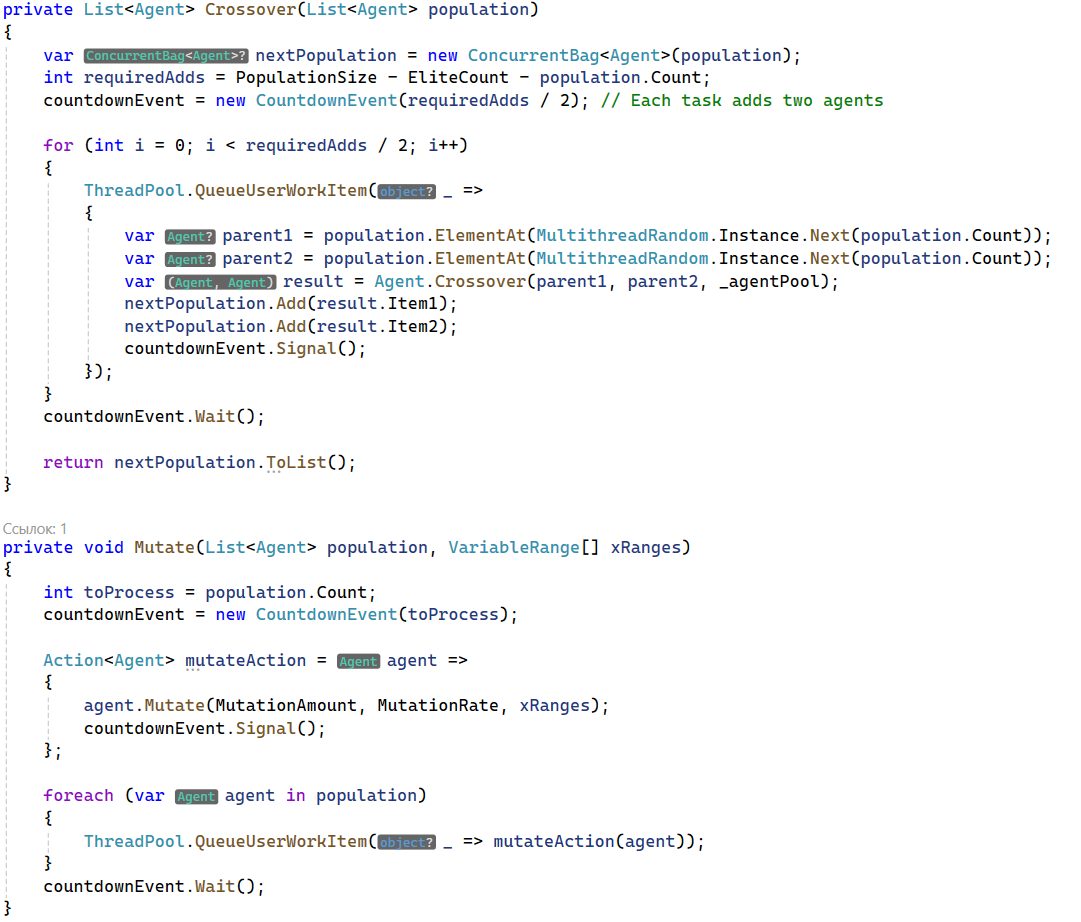 private List<Agent> Crossover(List<Agent> population)
{
    var ConcurrentBag<Agent>? nextPopulation = new ConcurrentBag<Agent>(population);
    int requiredAdds = PopulationSize - EliteCount - population.Count;
    countdownEvent = new CountdownEvent(requiredAdds / 2); // Each task adds two agents

    for (int i = 0; i < requiredAdds / 2; i++)
    {
        ThreadPool.QueueUserWorkItem(object? _ =>
        {
            var Agent? parent1 = population.ElementAt(MultithreadRandom.Instance.Next(population.Count));
            var Agent? parent2 = population.ElementAt(MultithreadRandom.Instance.Next(population.Count));
            var (Agent, Agent) result = Agent.Crossover(parent1, parent2, _agentPool);
            nextPopulation.Add(result.Item1);
            nextPopulation.Add(result.Item2);
            countdownEvent.Signal();
        });
    }
    countdownEvent.Wait();

    return nextPopulation.ToList();
}

Ссылок: 1
private void Mutate(List<Agent> population, VariableRange[] xRanges)
{
    int toProcess = population.Count;
    countdownEvent = new CountdownEvent(toProcess);

    Action<Agent> mutateAction = Agent agent =>
    {
        agent.Mutate(MutationAmount, MutationRate, xRanges);
        countdownEvent.Signal();
    };

    foreach (var Agent agent in population)
    {
        ThreadPool.QueueUserWorkItem(object? _ => mutateAction(agent));
    }
    countdownEvent.Wait();
}